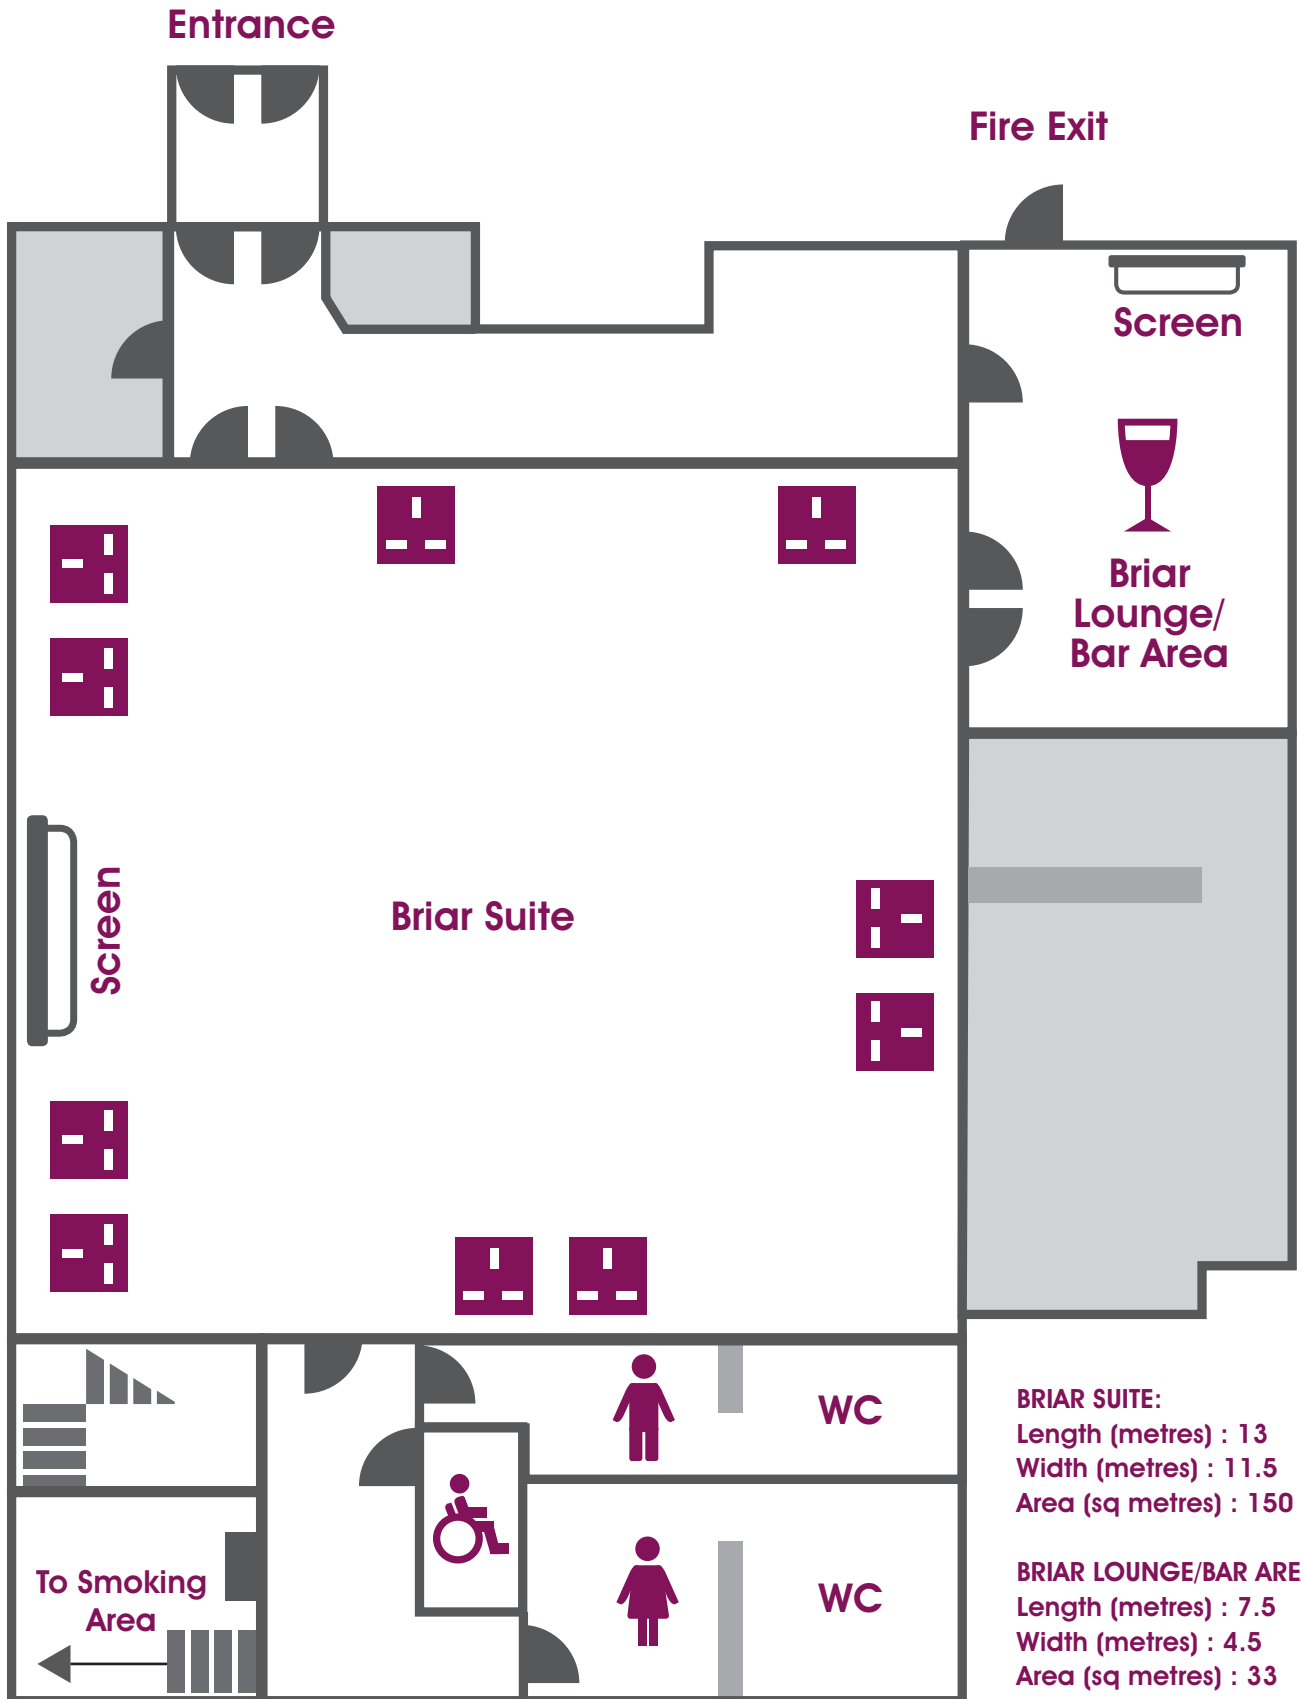 Entrance
Fire Exit
Screen
Briar
Lounge/
Bar Area
Screen
Briar Suite
WC
To Smoking
Area
WC
BRIAR SUITE:
Length (metres) : 13
Width (metres) : 11.5
Area (sq metres) : 150
BRIAR LOUNGE/BAR ARE
Length (metres) : 7.5
Width (metres) : 4.5
Area (sq metres) : 33